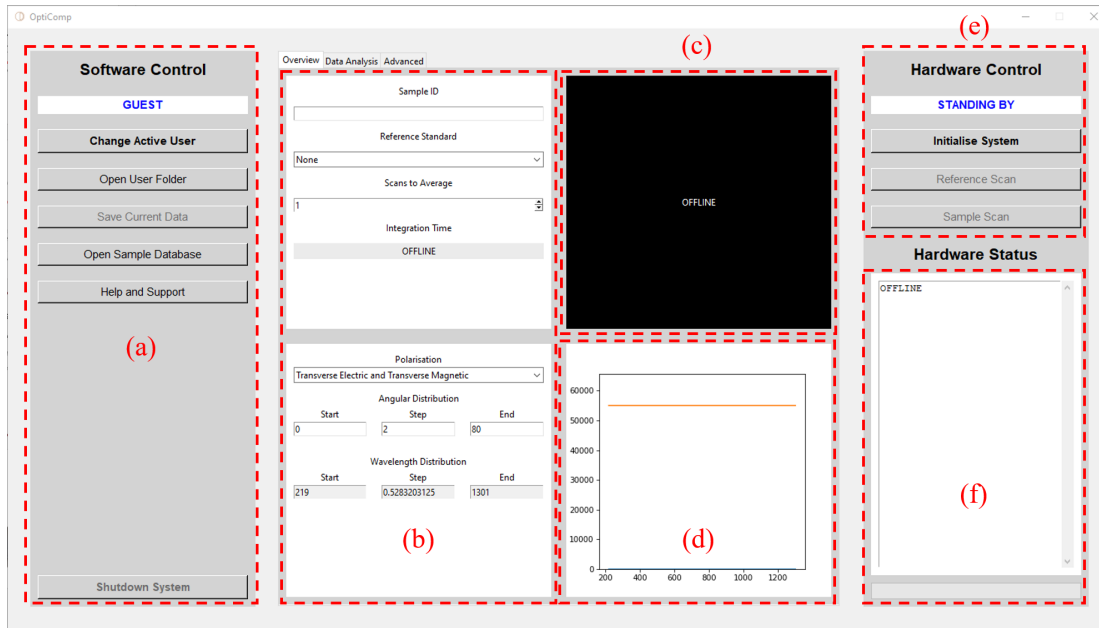 OptiComp
(e)
Software Control
GUEST
Change Active User
Open User Folder
Save Current Data
Open Sample Database
Help and Support
(a)
Shutdown System
Overview Data Analysis Advanced
Sample ID
Reference Standard
None
Scans to Average
1
Integration Time
OFFLINE
Polarisation
Transverse Electric and Transverse Magnetic
Angular Distribution
Start Step End
0 2 80
Wavelength Distribution
Start Step End
219 0.5283203125 1301
(b)
(c)
OFFLINE
60000
50000
40000
30000
20000
10000
0
200 400 600 800 1000 1200
(d)
Hardware Control
STANDING BY
Initialise System
Reference Scan
Sample Scan
Hardware Status
OFFLINE
(f)